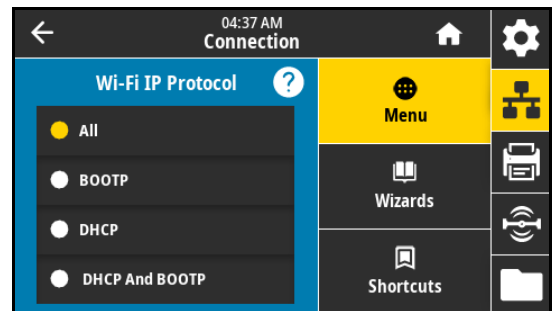 04:37 AM
Connection
Wi-Fi IP Protocol
?
All
BOOTP
DHCP
DHCP And BOOTP
Menu
Wizards
Shortcuts